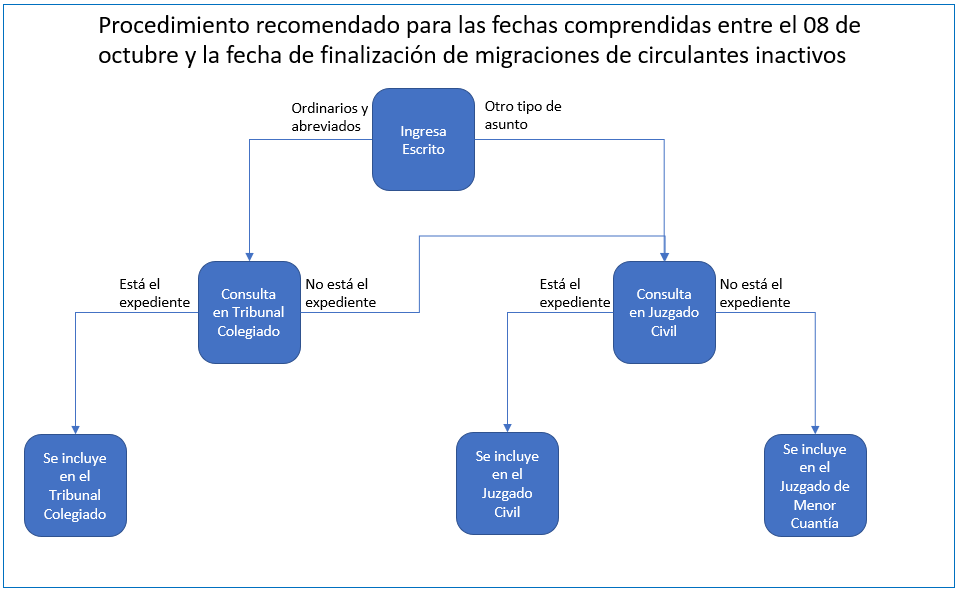 Procedimiento recomendado para las fechas comprendidas entre el 08 de
octubre y la fecha de finalización de migraciones de circulantes inactivos
Ordinarios y
abreviados
Ingresa
Escrito
Otro tipo de
asunto
Está el
expediente
Consulta
en Tribunal
Colegiado
No está el
expediente
Está el
expediente
Consulta
en Juzgado
Civil
No está el
expediente
Se incluye
en el
Tribunal
Colegiado
Se incluye
en el
Juzgado
Civil
Se incluye
en el
Juzgado de
Menor
Cuantía